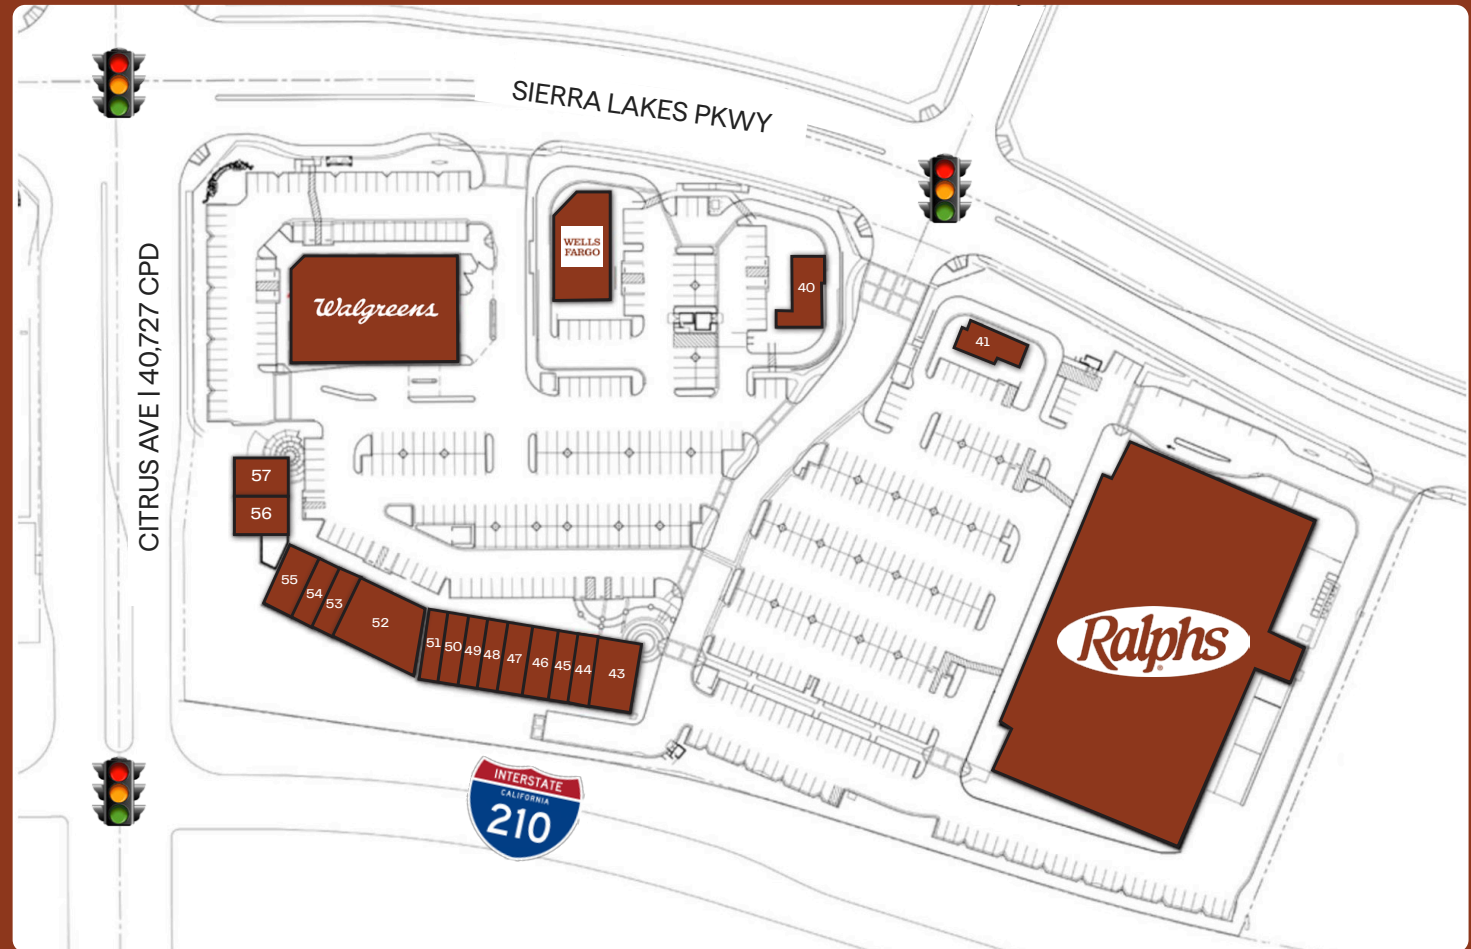 SIERRA LAKES PKWY
CITRUS AVE | 40,727 CPD
WELLS
FARGO
Walgreens
40
41
57
56
55
54
53
52
51
50
49
48
47
46
45
44
43
Ralphs
INTERSTATE
CALIFORNIA
210